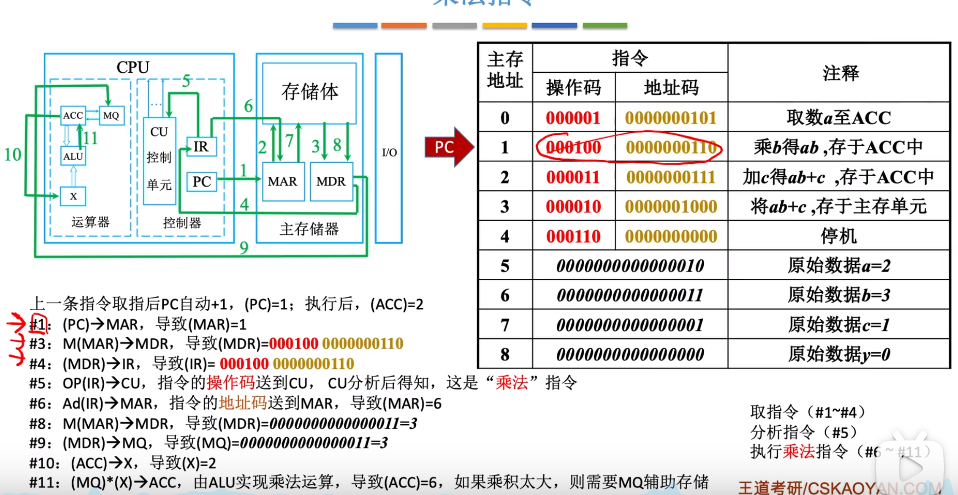 乘法指令
CPU
ACC
MQ
ALU
X
运算器
CU
控制
单元
IR
PC
控制器
存储体
MAR
MDR
主存储器
I/O
1
2
3
4
5
6
7
8
9
10
11
PC
主存地址 指令 注释
操作码 地址码
0 000001 0000000101 取数a至ACC
1 000100 0000000110 乘b得ab ,存于ACC中
2 000011 0000000111 加c得ab+c ,存于ACC中
3 000010 0000001000 将ab+c ,存于主存单元
4 000110 0000000000 停机
5 0000000000000010 原始数据a=2
6 0000000000000011 原始数据b=3
7 0000000000000001 原始数据c=1
8 0000000000000000 原始数据y=0
上一条指令取指后PC自动+1，(PC)=1；执行后，(ACC)=2
#1：(PC)→MAR，导致(MAR)=1
#3：M(MAR)→MDR，导致(MDR)=000100 0000000110
#4：(MDR)→IR，导致(IR)= 000100 0000000110
#5：OP(IR)→CU，指令的操作码送到CU， CU分析后得知，这是“乘法”指令
#6：Ad(IR)→MAR，指令的地址码送到MAR，导致(MAR)=6
#8：M(MAR)→MDR，导致(MDR)=0000000000000011=3
#9：(MDR)→MQ，导致(MQ)=0000000000000011=3
#10：(ACC)→X，导致(X)=2
#11：(MQ)*(X)→ACC，由ALU实现乘法运算，导致(ACC)=6，如果乘积太大，则需要MQ辅助存储
取指令（#1~#4）
分析指令（#5）
执行乘法指令（#6～#11）
王道考研/CSKAOYAN.COM